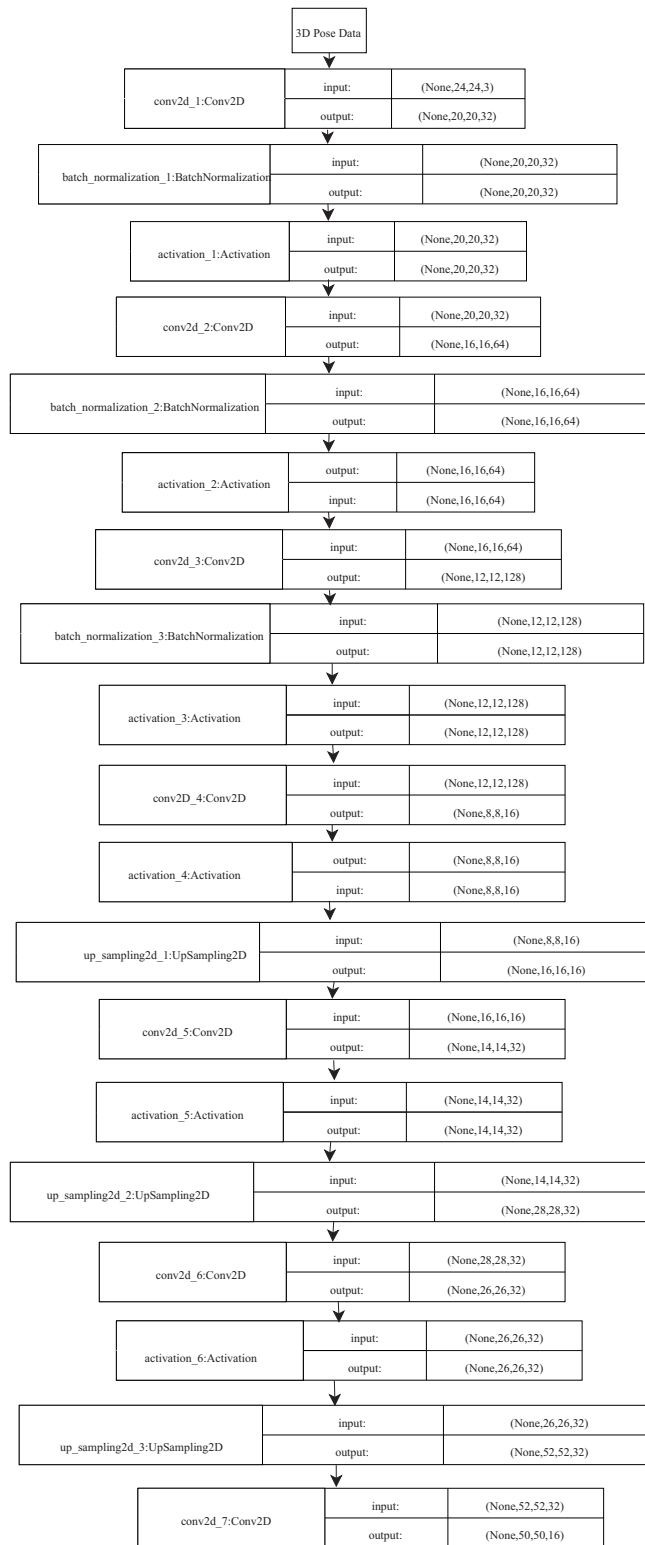 3D Pose Data
conv2d_1:Conv2D
input: (None,24,24,3)
output: (None,20,20,32)
batch_normalization_1:BatchNormalization
input: (None,20,20,32)
output: (None,20,20,32)
activation_1:Activation
input: (None,20,20,32)
output: (None,20,20,32)
conv2d_2:Conv2D
input: (None,20,20,32)
output: (None,16,16,64)
batch_normalization_2:BatchNormalization
input: (None,16,16,64)
output: (None,16,16,64)
activation_2:Activation
output: (None,16,16,64)
input: (None,16,16,64)
conv2d_3:Conv2D
input: (None,16,16,64)
output: (None,12,12,128)
batch_normalization_3:BatchNormalization
input: (None,12,12,128)
output: (None,12,12,128)
activation_3:Activation
input: (None,12,12,128)
output: (None,12,12,128)
conv2D_4:Conv2D
input: (None,12,12,128)
output: (None,8,8,16)
activation_4:Activation
output: (None,8,8,16)
input: (None,8,8,16)
up_sampling2d_1:UpSampling2D
input: (None,8,8,16)
output: (None,16,16,16)
conv2d_5:Conv2D
input: (None,16,16,16)
output: (None,14,14,32)
activation_5:Activation
input: (None,14,14,32)
output: (None,14,14,32)
up_sampling2d_2:UpSampling2D
input: (None,14,14,32)
output: (None,28,28,32)
conv2d_6:Conv2D
input: (None,28,28,32)
output: (None,26,26,32)
activation_6:Activation
input: (None,26,26,32)
output: (None,26,26,32)
up_sampling2d_3:UpSampling2D
input: (None,26,26,32)
output: (None,52,52,32)
conv2d_7:Conv2D
input: (None,52,52,32)
output: (None,50,50,16)